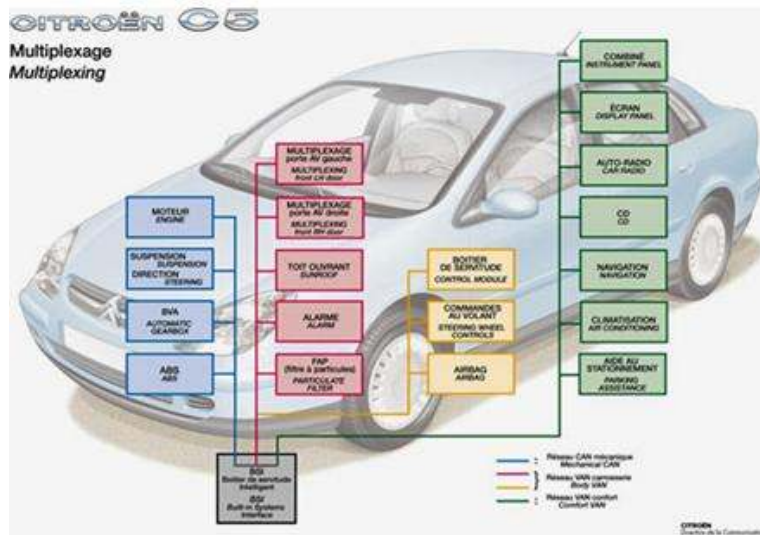 CITROËN C5
Multiplexage
Multiplexing
COMBINÉ
INSTRUMENT PANEL
ÉCRAN
DISPLAY PANEL
MULTIPLEXAGE
porte AV gauche
MULTIPLEXING
front LH door
AUTO-RADIO
CAR RADIO
MOTEUR
ENGINE
MULTIPLEXAGE
porte AV droite
MULTIPLEXING
front RH door
CD
CD
SUSPENSION
SUSPENSION
DIRECTION
STEERING
TOIT OUVRANT
SUNROOF
BOITIER
DE SERVITUDE
CONTROL MODULE
NAVIGATION
NAVIGATION
BVA
AUTOMATIC
GEARBOX
ALARME
ALARM
COMMANDES
AU VOLANT
STEERING WHEEL
CONTROLS
CLIMATISATION
AIR CONDITIONING
ABS
ABS
FAP
(filtre à particules)
PARTICULATE
FILTER
AIRBAG
AIRBAG
AIDE AU
STATIONNEMENT
PARKING
ASSISTANCE
BSI
Boitier de servitude
Intelligent
BSI
Built-in Systems
Interface
Réseau CAN mécanique
Mechanical CAN
Réseau VAN carrosserie
Body VAN
Réseau VAN confort
Comfort VAN
CITROËN
Direction de la Communication